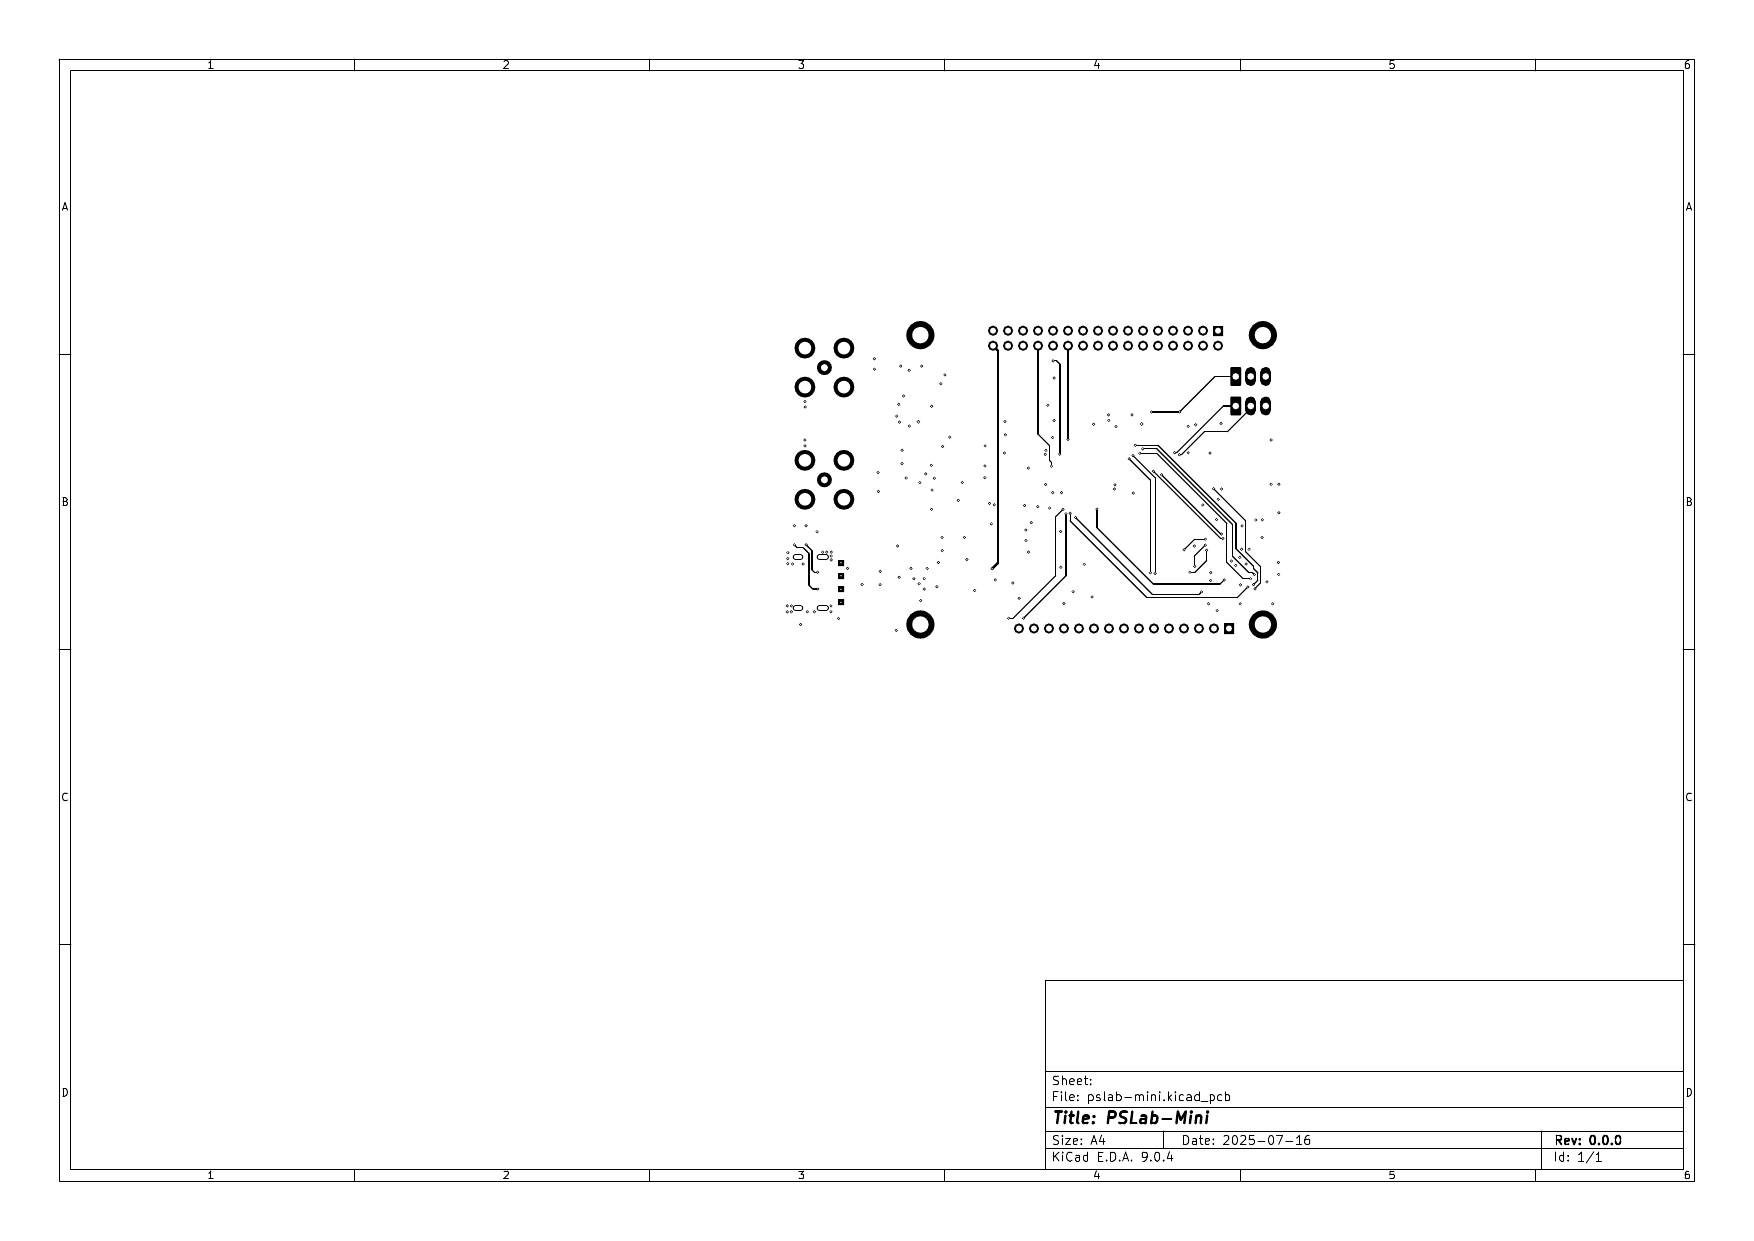 1 2 3 4 5 6
A A
B B
C C
D D
Sheet:
File: pslab-mini.kicad_pcb
Title: PSLab-Mini
Size: A4 Date: 2025-07-16 Rev: 0.0.0
KiCad E.D.A. 9.0.4 Id: 1/1
1 2 3 4 5 6